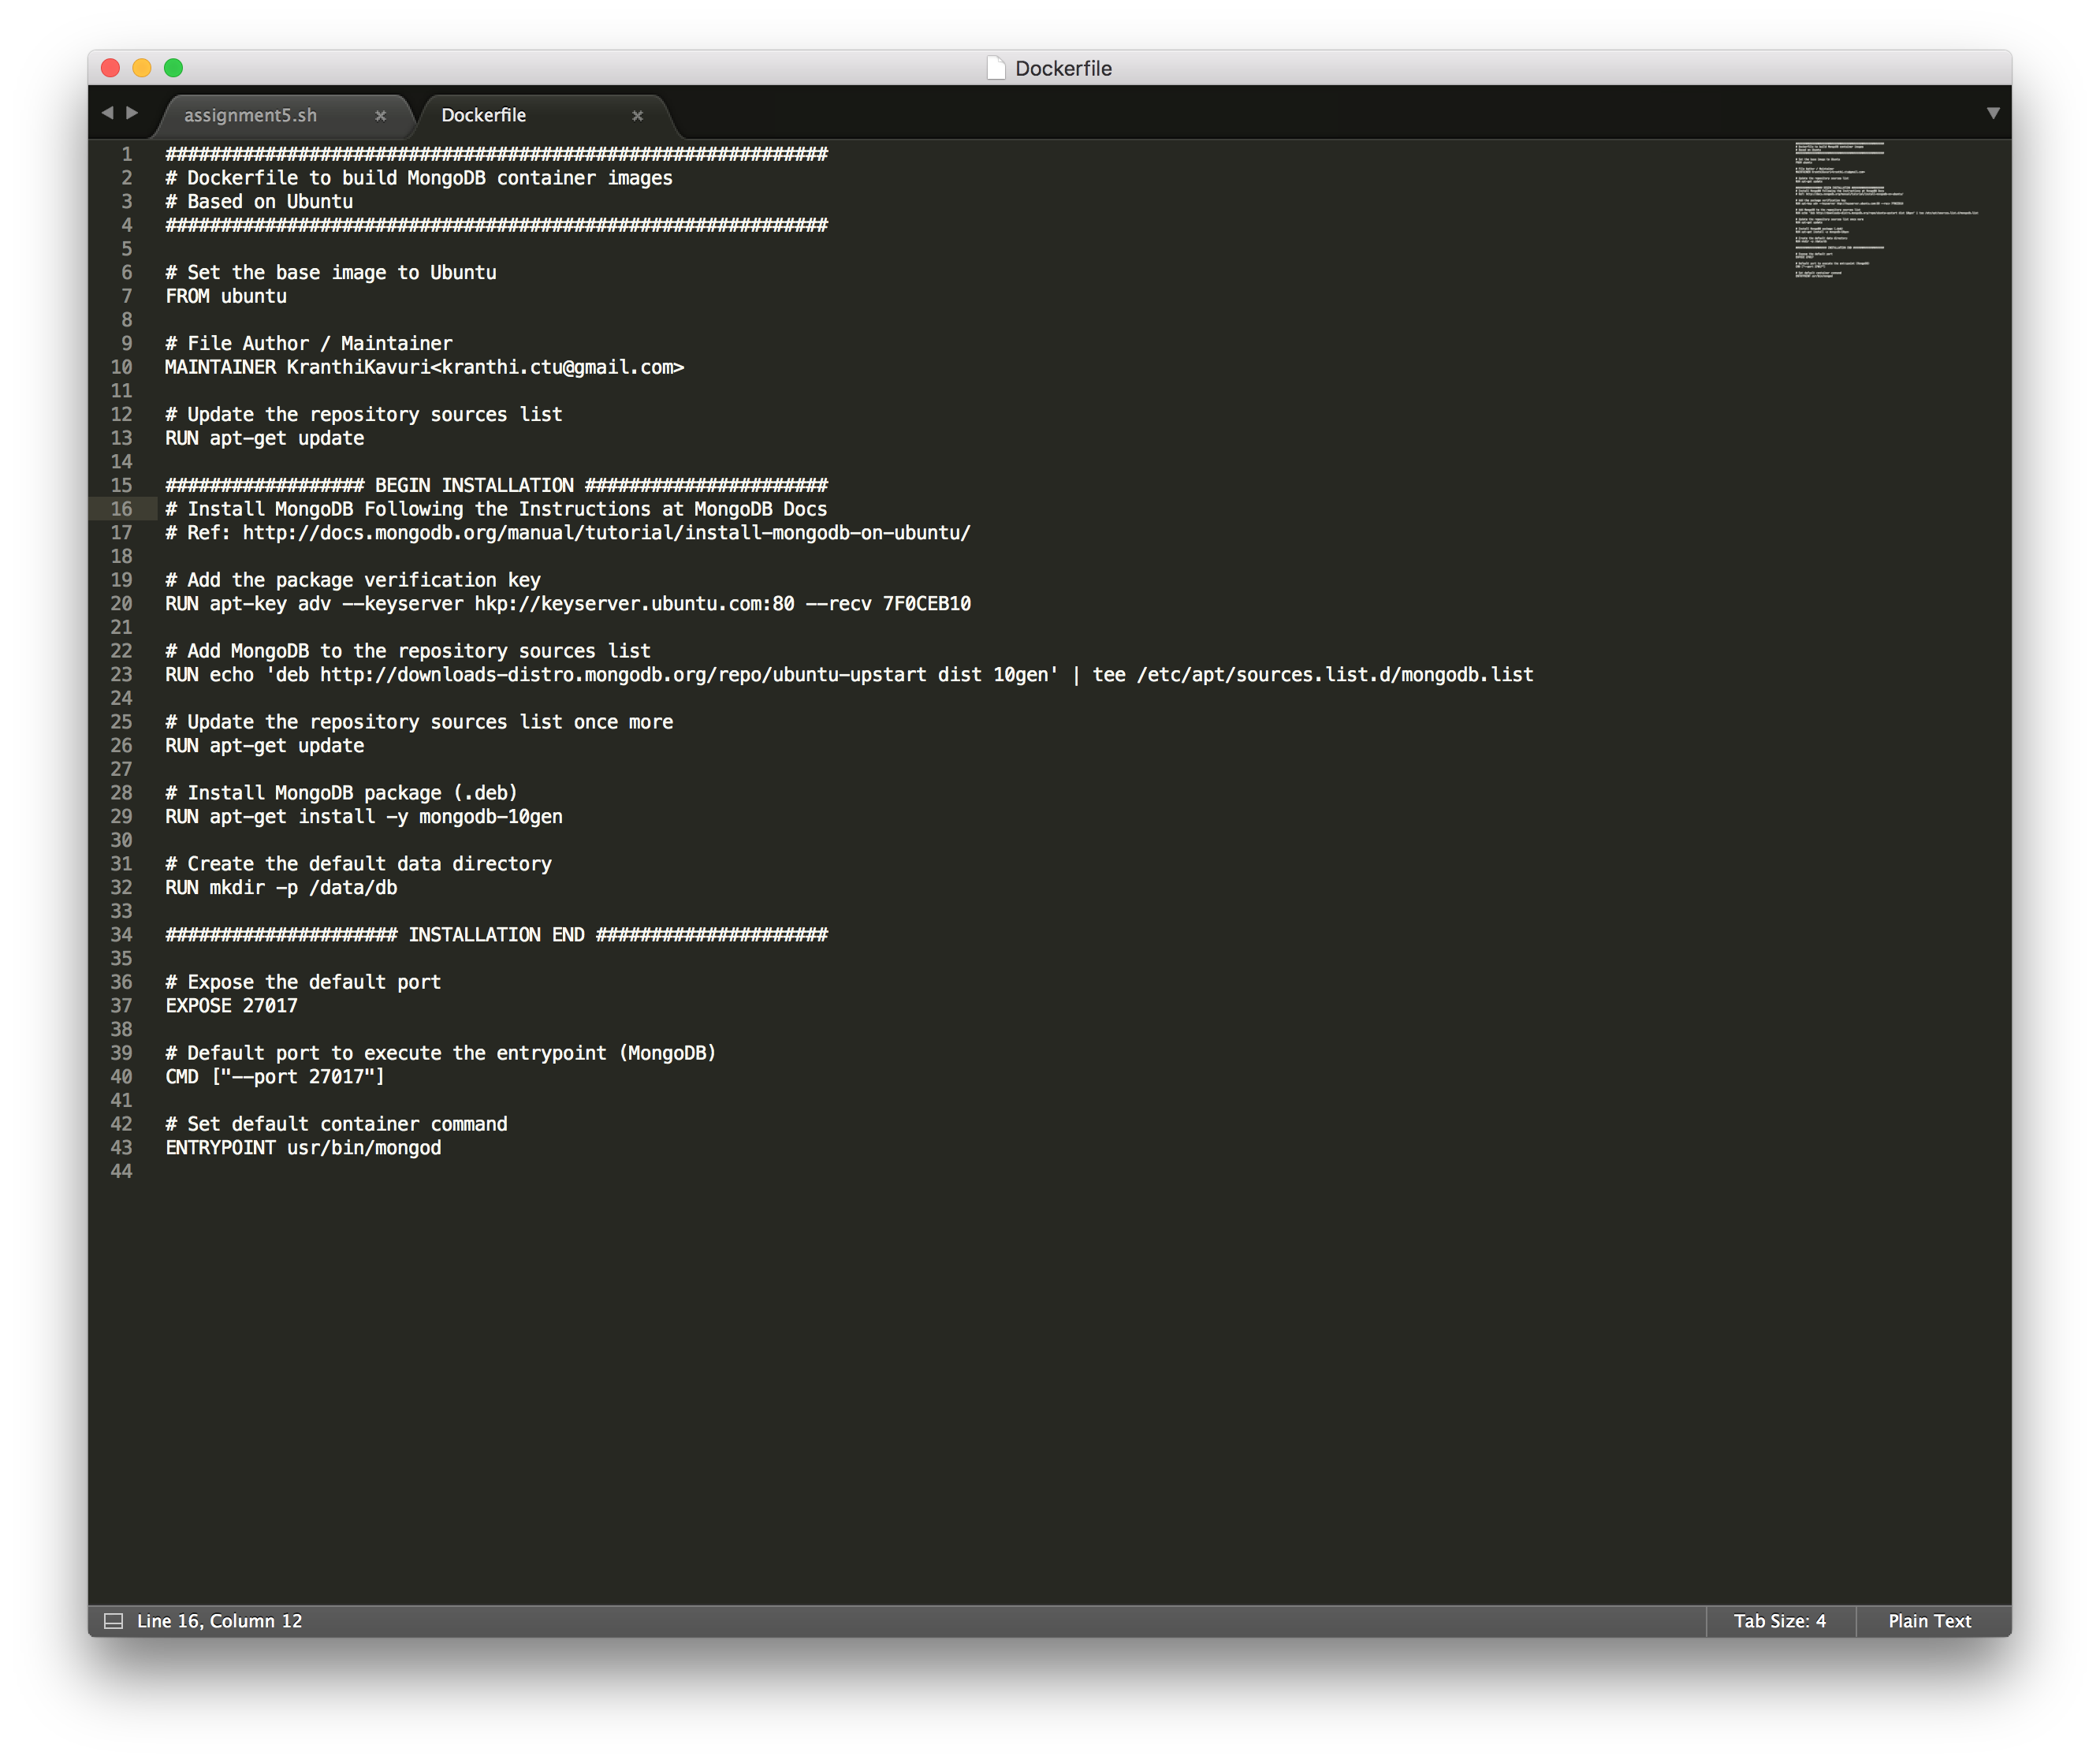 Dockerfile
assignment5.sh
Dockerfile
1 ############################################################
2 # Dockerfile to build MongoDB container images
3 # Based on Ubuntu
4 ############################################################
5
6 # Set the base image to Ubuntu
7 FROM ubuntu
8
9 # File Author / Maintainer
10 MAINTAINER KranthiKavuri<kranthi.ctu@gmail.com>
11
12 # Update the repository sources list
13 RUN apt-get update
14
15 ################## BEGIN INSTALLATION ######################
16 # Install MongoDB Following the Instructions at MongoDB Docs
17 # Ref: http://docs.mongodb.org/manual/tutorial/install-mongodb-on-ubuntu/
18
19 # Add the package verification key
20 RUN apt-key adv --keyserver hkp://keyserver.ubuntu.com:80 --recv 7F0CEB10
21
22 # Add MongoDB to the repository sources list
23 RUN echo 'deb http://downloads-distro.mongodb.org/repo/ubuntu-upstart dist 10gen' | tee /etc/apt/sources.list.d/mongodb.list
24
25 # Update the repository sources list once more
26 RUN apt-get update
27
28 # Install MongoDB package (.deb)
29 RUN apt-get install -y mongodb-10gen
30
31 # Create the default data directory
32 RUN mkdir -p /data/db
33
34 ##################### INSTALLATION END #####################
35
36 # Expose the default port
37 EXPOSE 27017
38
39 # Default port to execute the entrypoint (MongoDB)
40 CMD ["--port 27017"]
41
42 # Set default container command
43 ENTRYPOINT usr/bin/mongod
44
Line 16, Column 12
Tab Size: 4
Plain Text